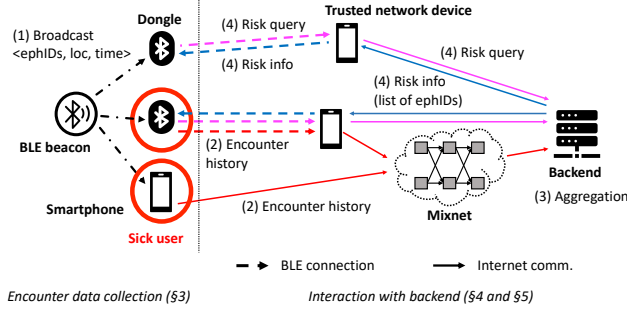 Dongle
Trusted network device
(1) Broadcast
<ephIDs, loc, time>
(4) Risk query
(4) Risk info
(4) Risk query
(4) Risk info
(list of ephIDs)
BLE beacon
(2) Encounter
history
Backend
(3) Aggregation
Mixnet
Smartphone
(2) Encounter history
Sick user
BLE connection
Internet comm.
Encounter data collection (§3)
Interaction with backend (§4 and §5)